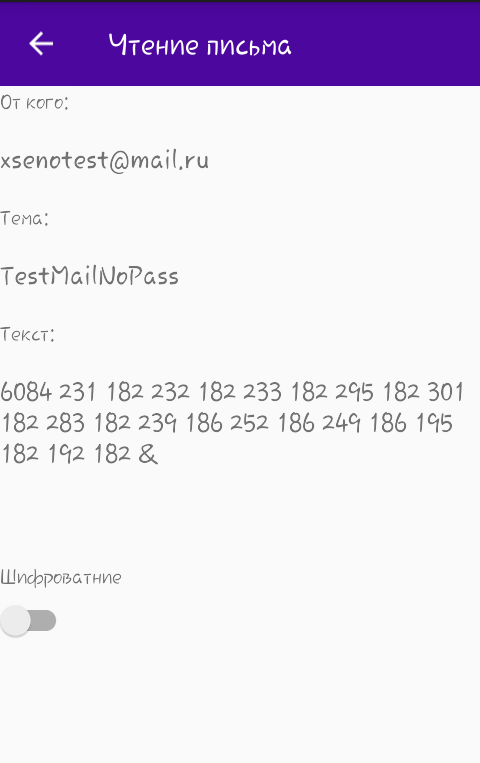 Чтение письма
От кого:
xsenotest@mail.ru
Тема:
TestMailNoPass
Текст:
6084 231 182 232 182 233 182 295 182 301
182 283 182 239 186 252 186 249 186 195
182 192 182 &
Шифроватние